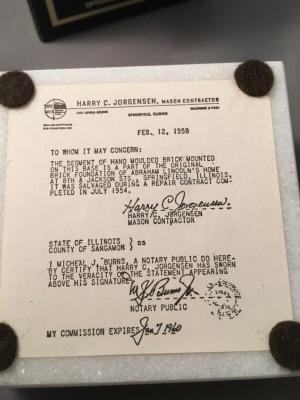 HARRY C. JORGENSEN, MASON CONTRACTOR
SPRINGFIELD, ILLINOIS
FEB. 12, 1958
TO WHOM IT MAY CONCERN:
THE SEGMENT OF HAND MOULDED BRICK MOUNTED
ON THIS BASE IS A PART OF THE ORIGINAL
BRICK FOUNDATION OF ABRAHAM LINCOLN'S HOME
AT 8TH & JACKSON STS. SPRINGFIELD, ILLINOIS.
IT WAS SALVAGED DURING A REPAIR CONTRACT COM-
PLETED IN JULY 1954.
Harry C. Jorgensen
HARRY C. JORGENSEN
MASON CONTRACTOR
STATE OF ILLINOIS
COUNTY OF SANGAMON } SS
I MICHEAL J. BURNS, A NOTARY PUBLIC DO HERE-
BY CERTIFY THAT HARRY C. JORGENSEN HAS SWORN
TO THE VERACITY OF THE STATEMENT APPEARING
ABOVE HIS SIGNATURE.
NOTARY PUBLIC
MY COMMISSION EXPIRES Jan 7 1960